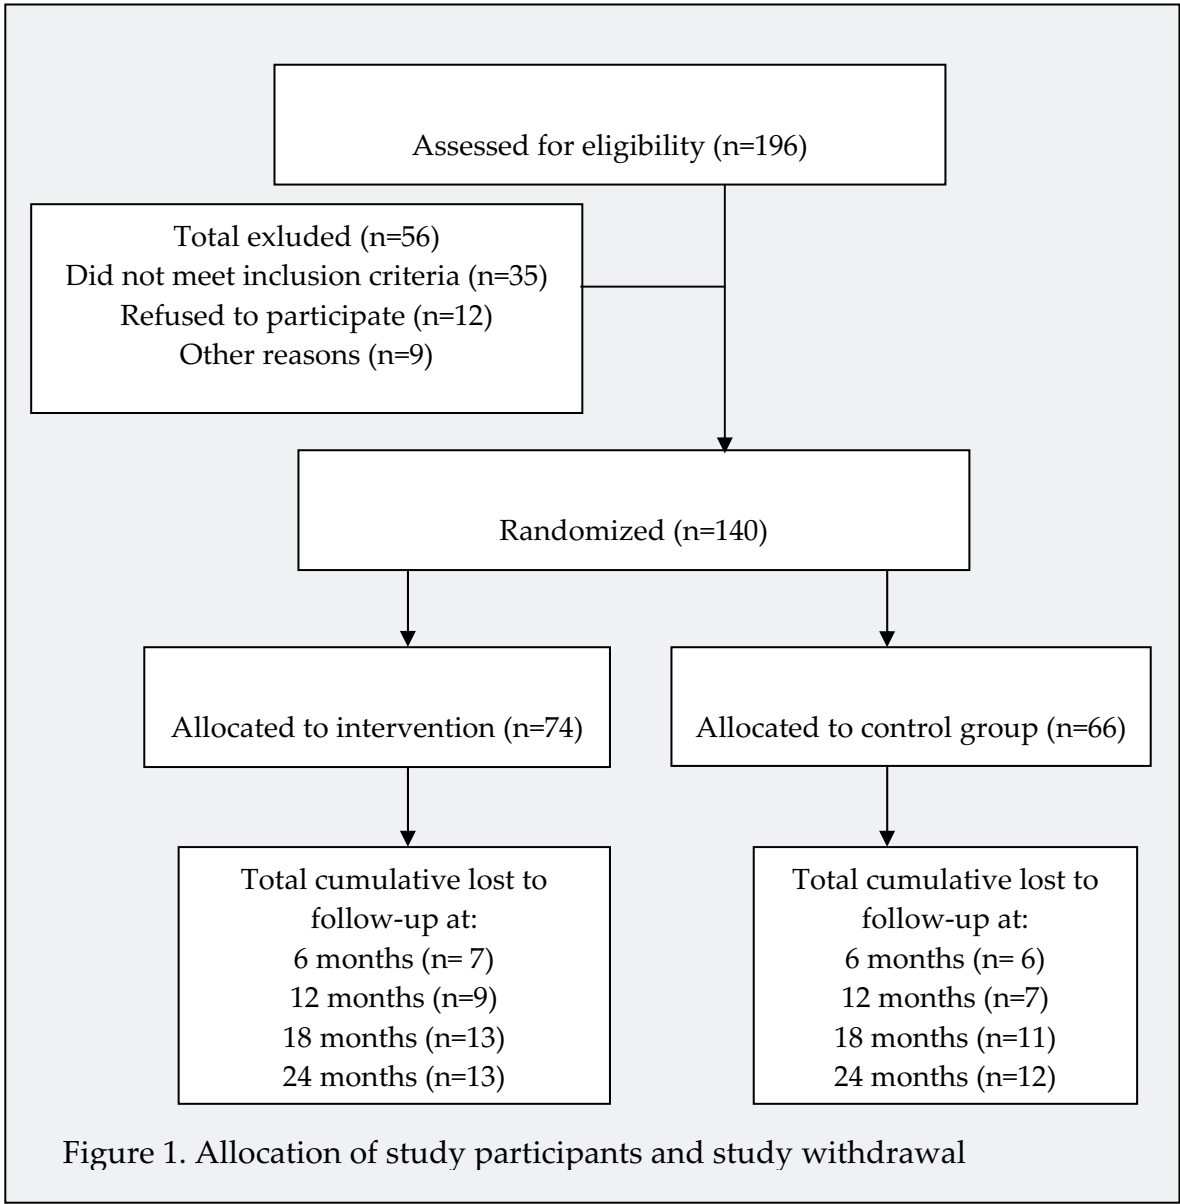 Assessed for eligibility (n=196)
Total exluded (n=56)
Did not meet inclusion criteria (n=35)
Refused to participate (n=12)
Other reasons (n=9)
Randomized (n=140)
Allocated to intervention (n=74)
Allocated to control group (n=66)
Total cumulative lost to
follow-up at:
6 months (n= 7)
12 months (n=9)
18 months (n=13)
24 months (n=13)
Total cumulative lost to
follow-up at:
6 months (n= 6)
12 months (n=7)
18 months (n=11)
24 months (n=12)
Figure 1. Allocation of study participants and study withdrawal